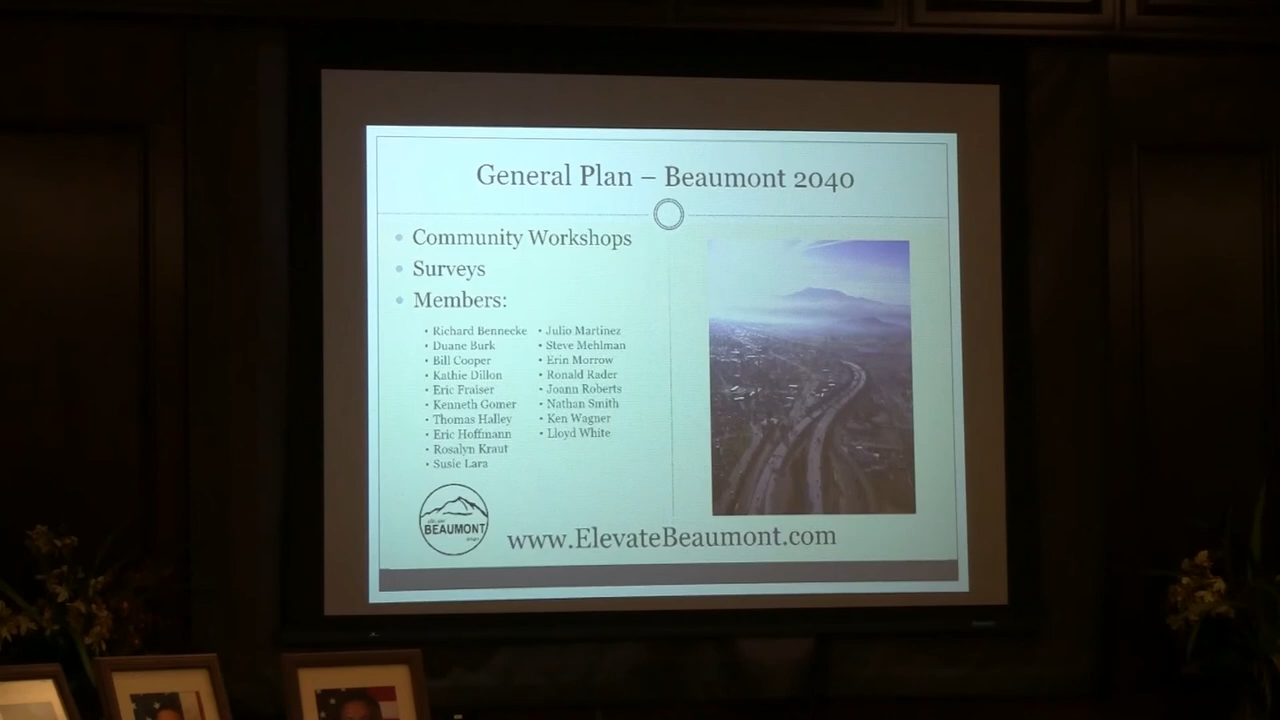 General Plan – Beaumont 2040
Community Workshops
Surveys
Members:
Richard Bennecke
Duane Burk
Bill Cooper
Kathie Dillon
Eric Fraiser
Kenneth Gomer
Thomas Halley
Eric Hoffmann
Rosalyn Kraut
Susie Lara
Julio Martinez
Steve Mehlman
Erin Morrow
Ronald Rader
Joann Roberts
Nathan Smith
Ken Wagner
Lloyd White
BEAUMONT
www.ElevateBeaumont.com